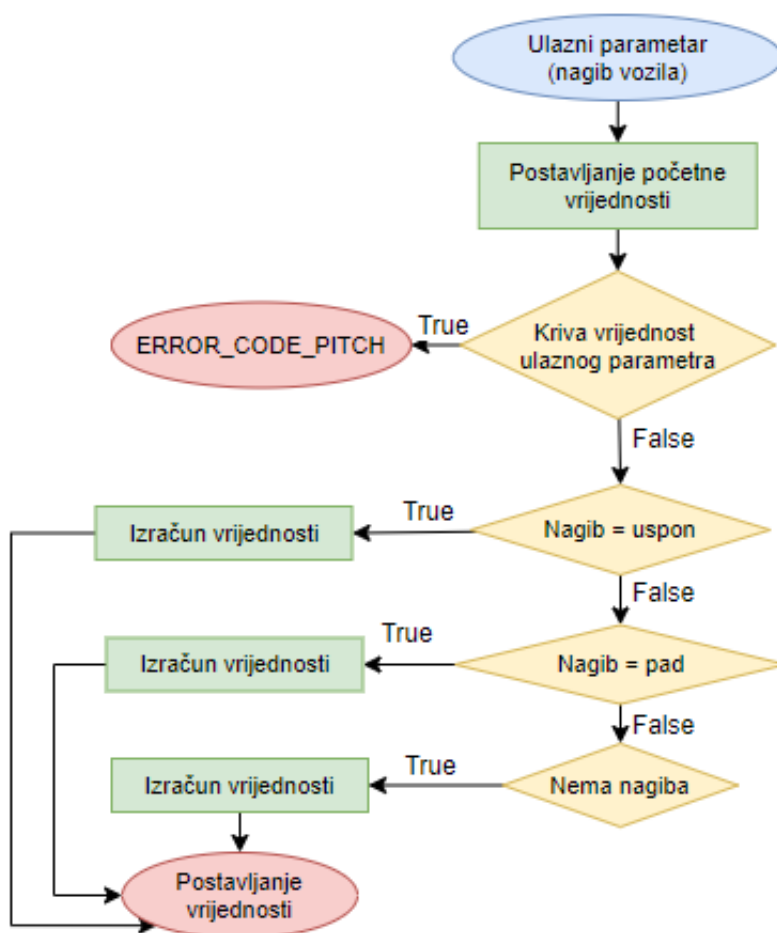 Ulazni parametar
(nagib vozila)
Postavljanje početne
vrijednosti
True
ERROR_CODE_PITCH
Kriva vrijednost
ulaznog parametra
False
Izračun vrijednosti
True
Nagib = uspon
False
Izračun vrijednosti
True
Nagib = pad
False
Izračun vrijednosti
True
Nema nagiba
Postavljanje
vrijednosti